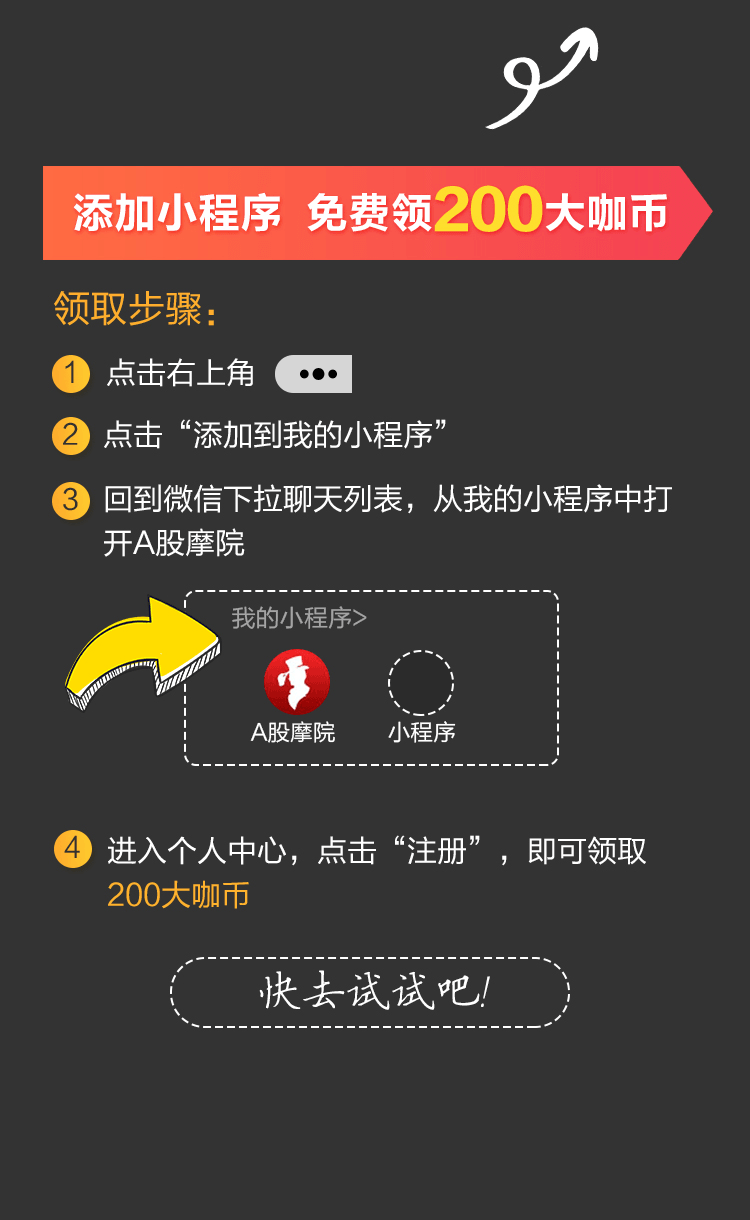 添加小程序 免费领200大咖币
领取步骤：
1 点击右上角
2 点击“添加到我的小程序”
3 回到微信下拉聊天列表，从我的小程序中打
开A股摩院
我的小程序>
A股摩院 小程序
4 进入个人中心，点击“注册”，即可领取
200大咖币
快去试试吧！